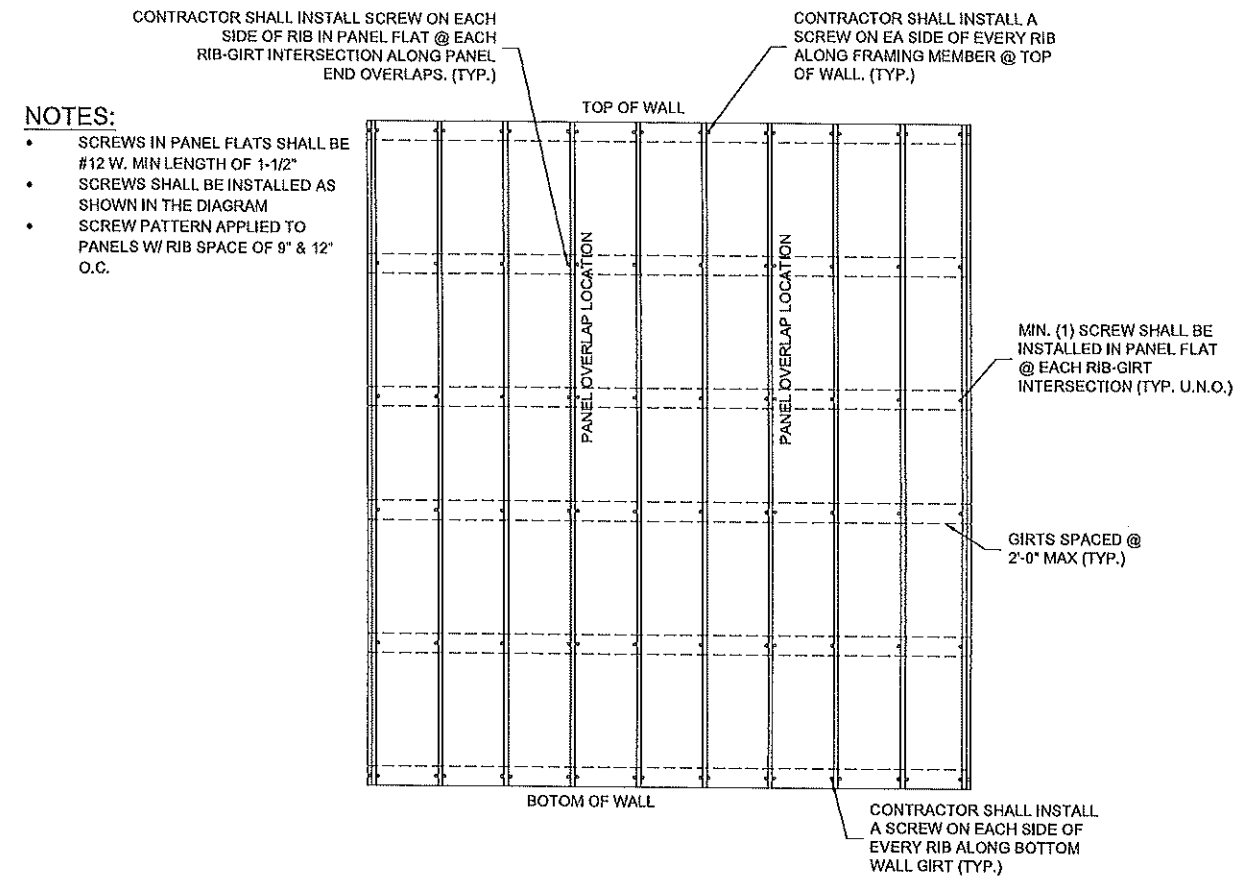 CONTRACTOR SHALL INSTALL SCREW ON EACH
SIDE OF RIB IN PANEL FLAT @ EACH
RIB-GIRT INTERSECTION ALONG PANEL
END OVERLAPS. (TYP.)
CONTRACTOR SHALL INSTALL A
SCREW ON EA SIDE OF EVERY RIB
ALONG FRAMING MEMBER @ TOP
OF WALL. (TYP.)
NOTES:
• SCREWS IN PANEL FLATS SHALL BE
#12 W. MIN LENGTH OF 1-1/2"
• SCREWS SHALL BE INSTALLED AS
SHOWN IN THE DIAGRAM
• SCREW PATTERN APPLIED TO
PANELS W/ RIB SPACE OF 9" & 12"
O.C.
TOP OF WALL
PANEL OVERLAP LOCATION
PANEL OVERLAP LOCATION
MIN. (1) SCREW SHALL BE
INSTALLED IN PANEL FLAT
@ EACH RIB-GIRT
INTERSECTION (TYP. U.N.O.)
GIRTS SPACED @
2'-0" MAX (TYP.)
BOTOM OF WALL
CONTRACTOR SHALL INSTALL
A SCREW ON EACH SIDE OF
EVERY RIB ALONG BOTTOM
WALL GIRT (TYP.)